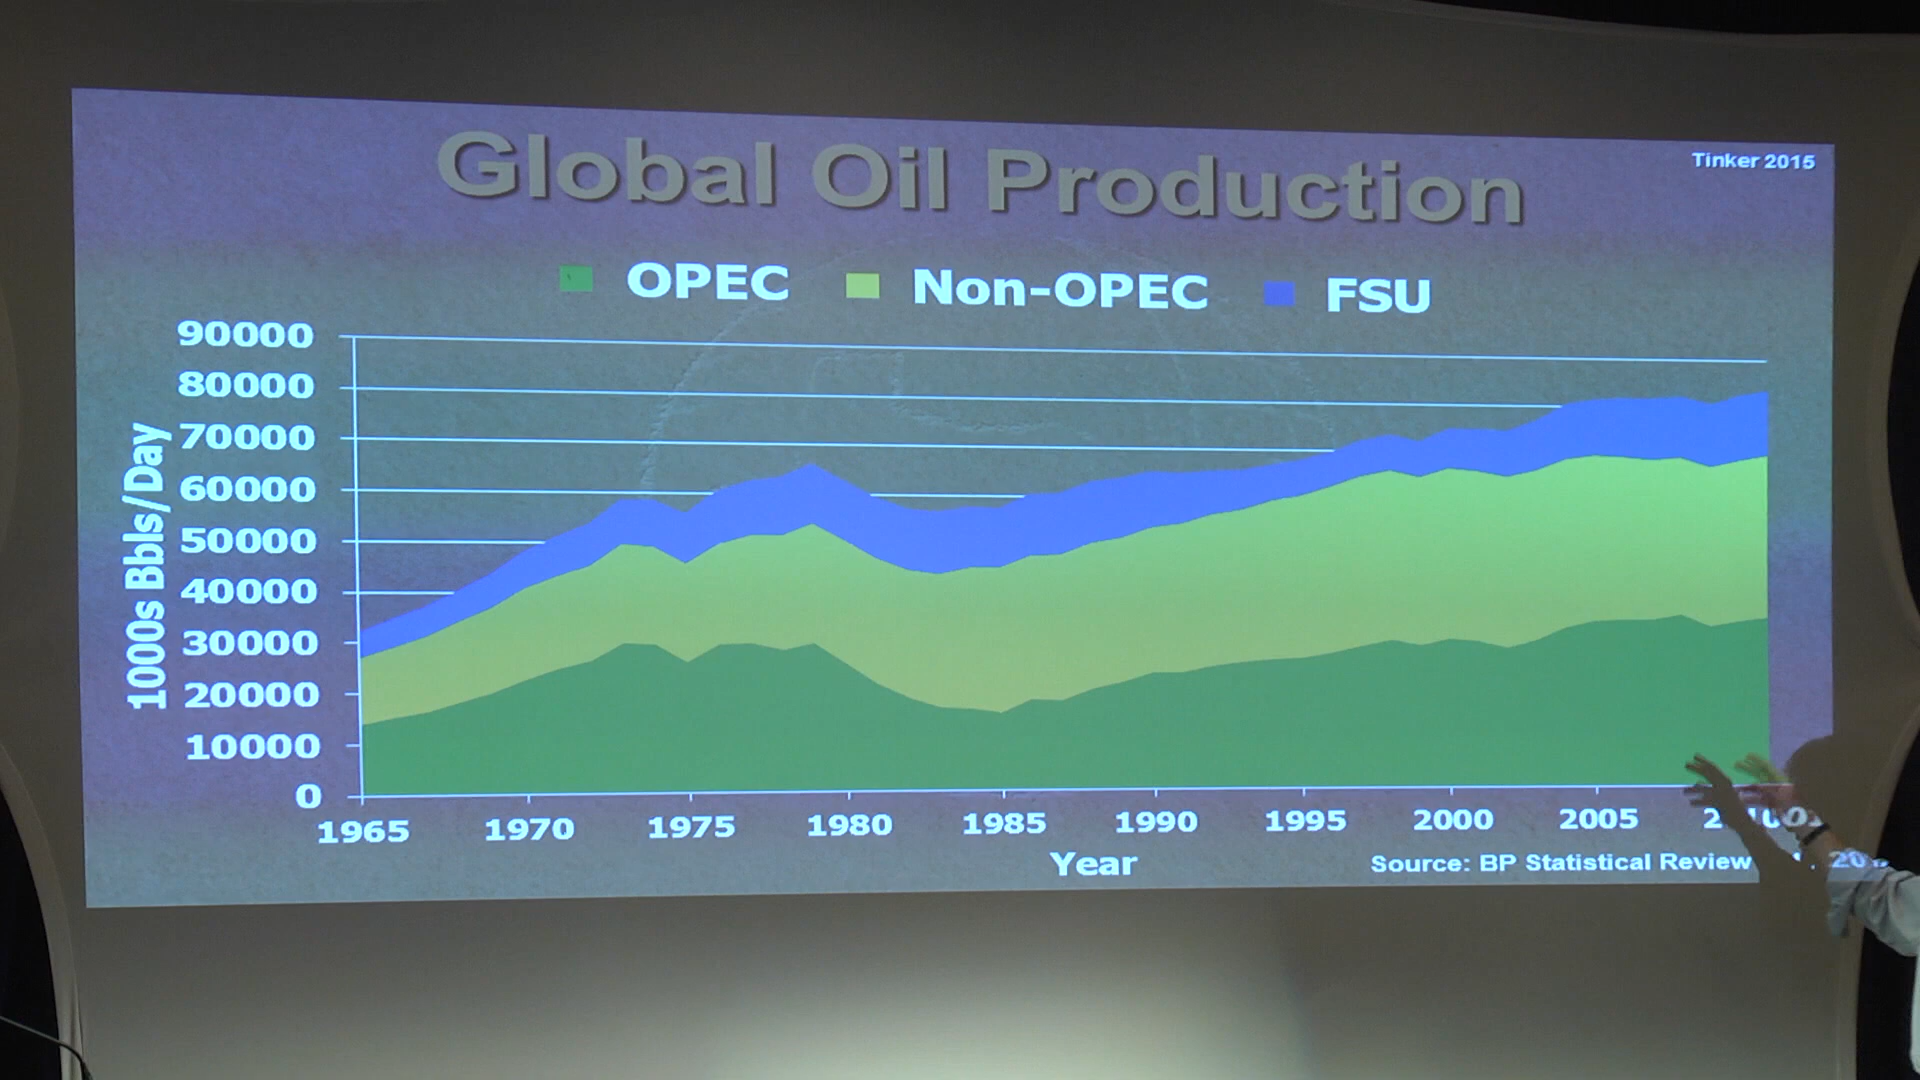 Global Oil Production
Tinker 2015
OPEC Non-OPEC FSU
90000
80000
70000
60000
50000
40000
30000
20000
10000
0
1000s Bbls/Day
1965 1970 1975 1980 1985 1990 1995 2000 2005
Year
Source: BP Statistical Review